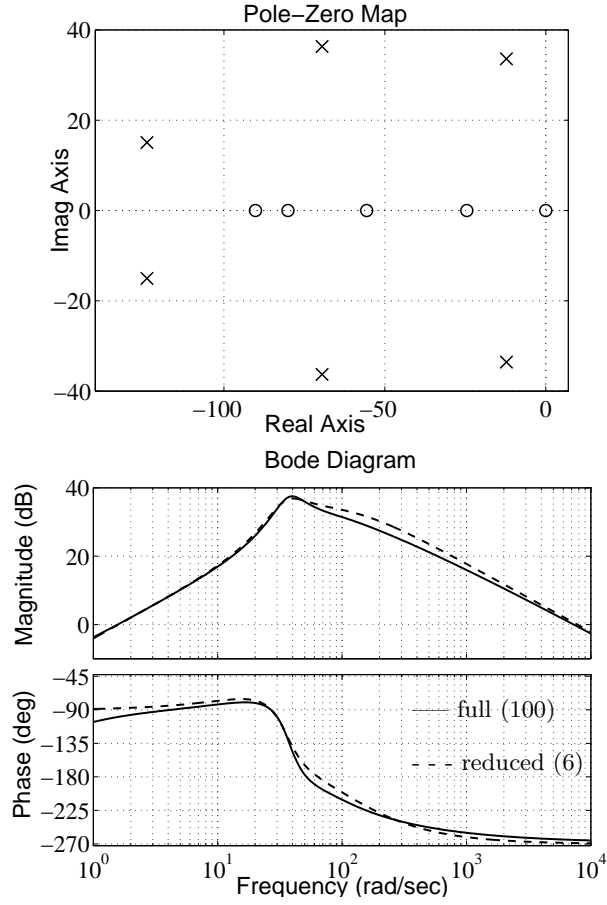 Pole−Zero Map
40
20
0
−20
−40
Imag Axis
−100
−50
0
Real Axis
Bode Diagram
40
20
0
Magnitude (dB)
−45
−90
−135
−180
−225
−270
Phase (deg)
full (100)
reduced (6)
10^0
10^1
10^2
10^3
10^4
Frequency (rad/sec)